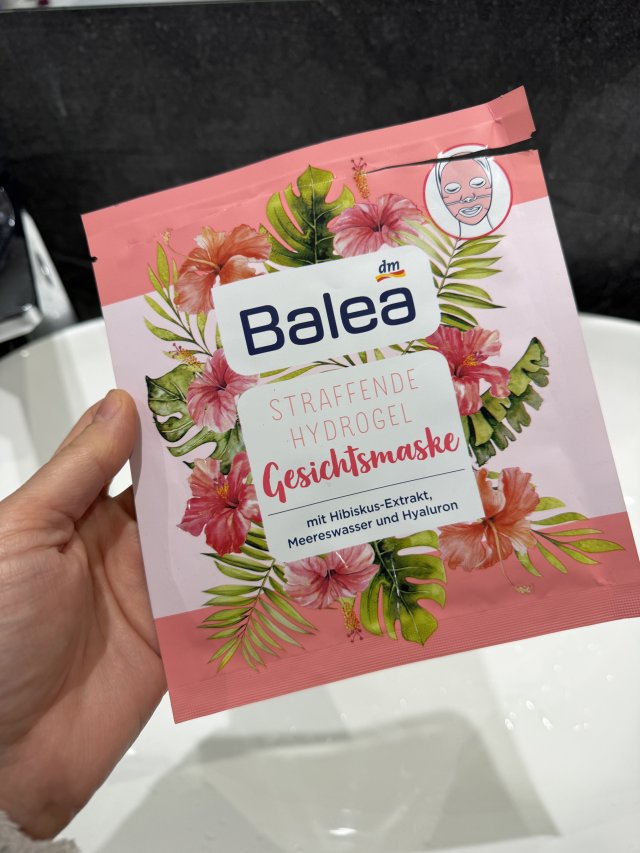 dm
Balea
STRAFFENDE
HYDROGEL
Gesichtsmaske
mit Hibiskus-Extrakt,
Meereswasser und Hyaluron